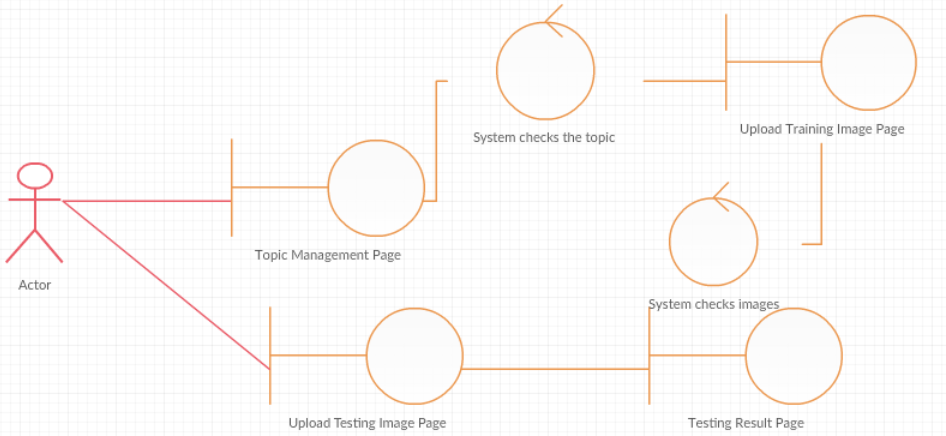 System checks the topic
Upload Training Image Page
Topic Management Page
Actor
System checks images
Upload Testing Image Page
Testing Result Page